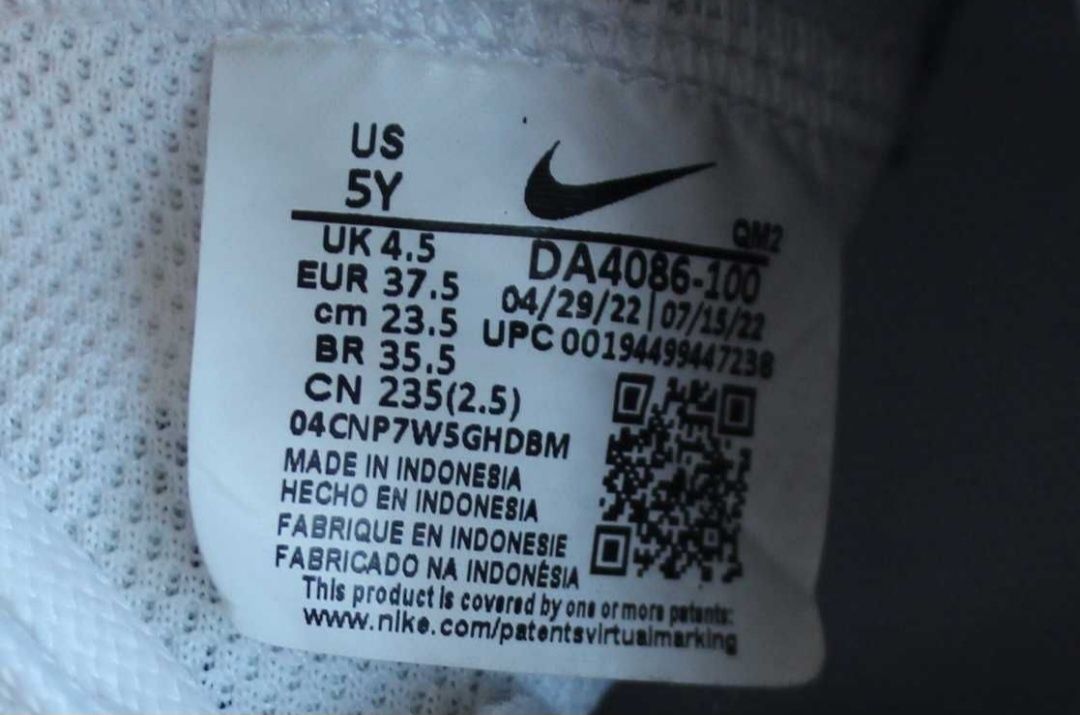 US
5Y
QM2
UK 4.5
DA4086-100
EUR 37.5
04/29/22 | 07/15/22
cm 23.5
UPC 00194499447238
BR 35.5
CN 235(2.5)
04CNP7W5GHDBM
MADE IN INDONESIA
HECHO EN INDONESIA
FABRIQUE EN INDONESIE
FABRICADO NA INDONÉSIA
This product is covered by one or more patents:
www.nike.com/patentsvirtualmarking